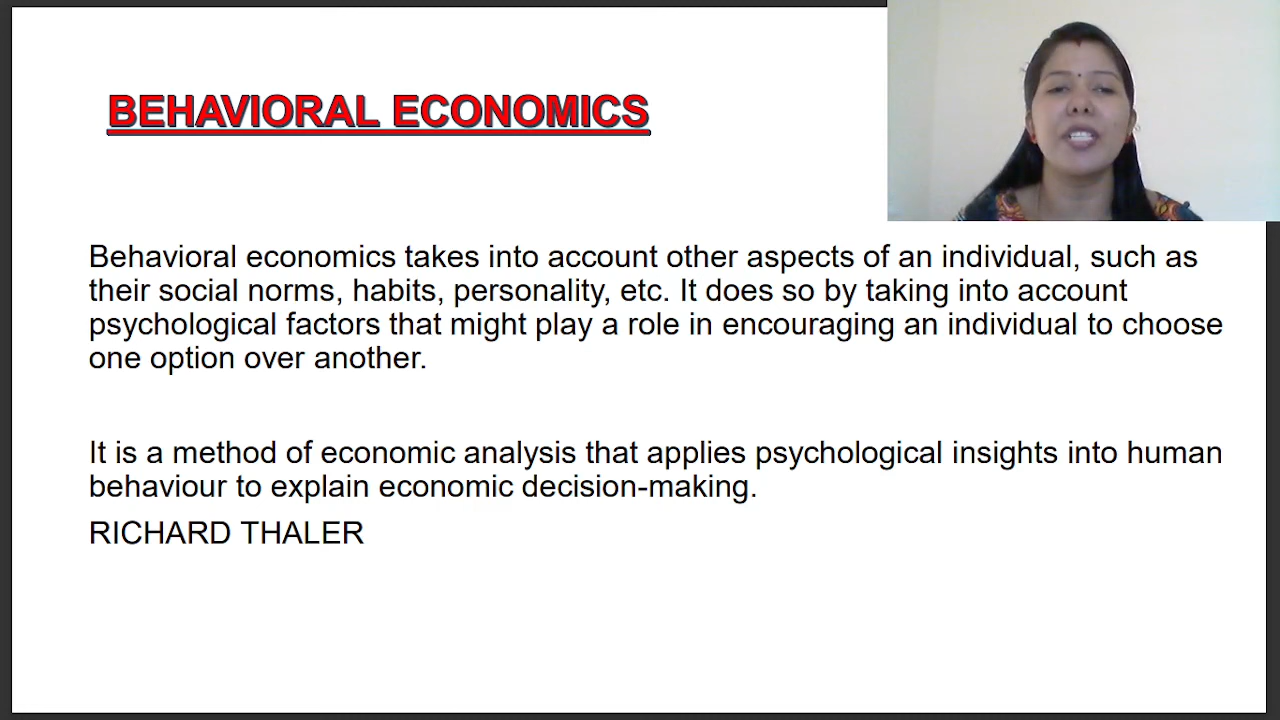 BEHAVIORAL ECONOMICS
Behavioral economics takes into account other aspects of an individual, such as
their social norms, habits, personality, etc. It does so by taking into account
psychological factors that might play a role in encouraging an individual to choose
one option over another.
It is a method of economic analysis that applies psychological insights into human
behaviour to explain economic decision-making.
RICHARD THALER